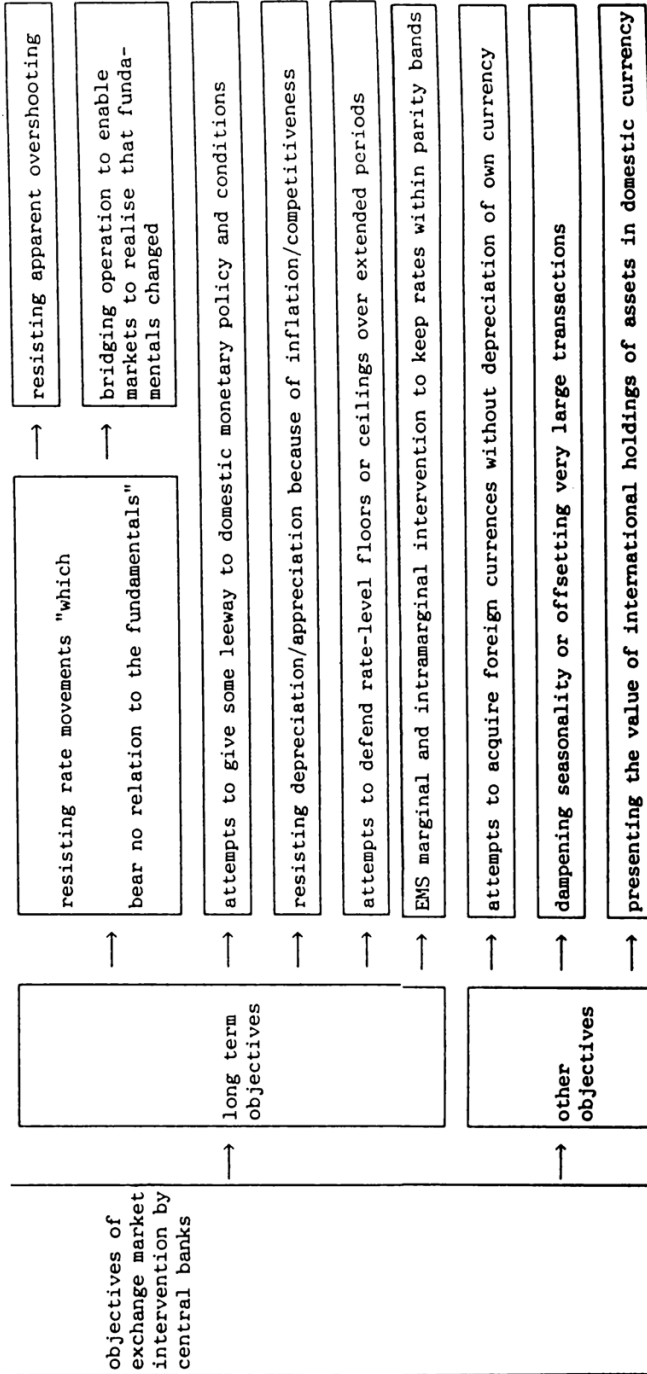 objectives of
exchange market
intervention by
central banks
long term
objectives
resisting rate movements "which
bear no relation to the fundamentals"
resisting apparent overshooting
bridging operation to enable
markets to realise that funda-
mentals changed
attempts to give some leeway to domestic monetary policy and conditions
resisting depreciation/appreciation because of inflation/competitiveness
attempts to defend rate-level floors or ceilings over extended periods
EMS marginal and intramarginal intervention to keep rates within parity bands
other
objectives
attempts to acquire foreign currences without depreciation of own currency
dampening seasonality or offsetting very large transactions
presenting the value of international holdings of assets in domestic currency